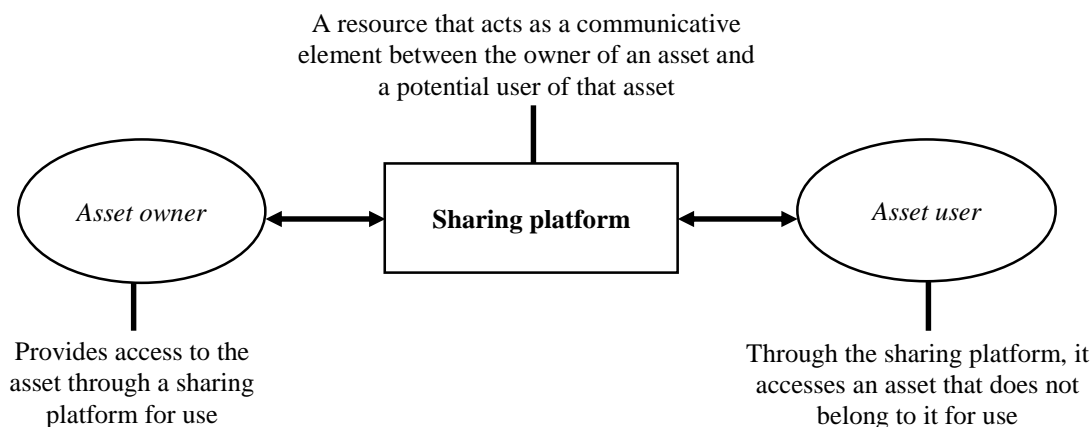 A resource that acts as a communicative
element between the owner of an asset and
a potential user of that asset
Asset owner
Sharing platform
Asset user
Provides access to the
asset through a sharing
platform for use
Through the sharing platform, it
accesses an asset that does not
belong to it for use